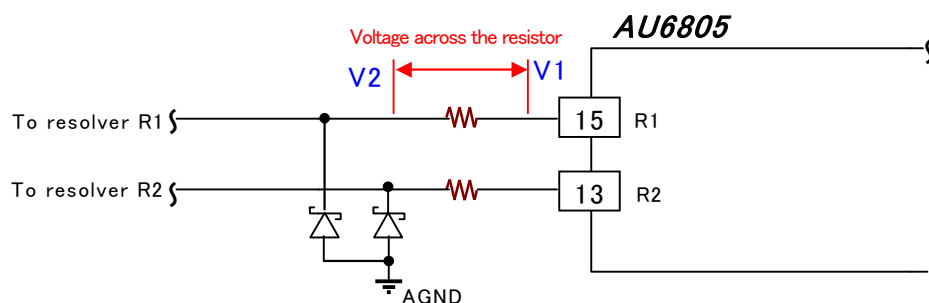 AU6805
Voltage across the resistor
V2 V1
To resolver R1 15 R1
To resolver R2 13 R2
AGND